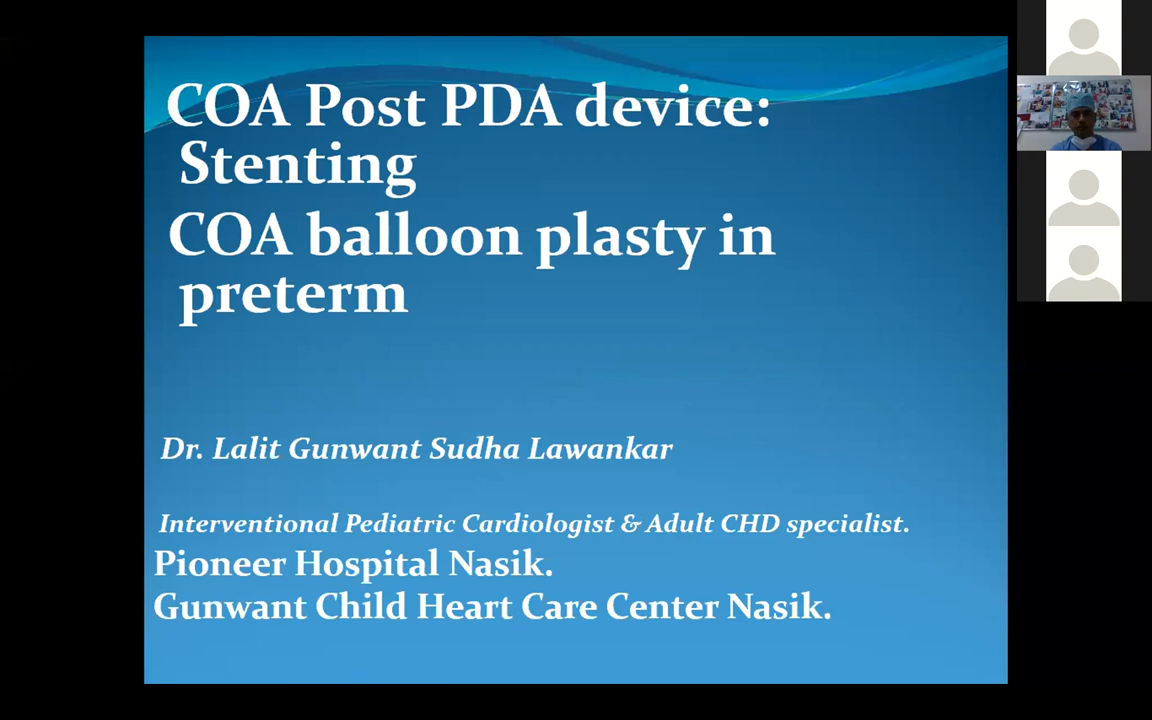 COA Post PDA device:
Stenting
COA balloon plasty in
preterm
Dr. Lalit Gunwant Sudha Lawankar
Interventional Pediatric Cardiologist & Adult CHD specialist.
Pioneer Hospital Nasik.
Gunwant Child Heart Care Center Nasik.